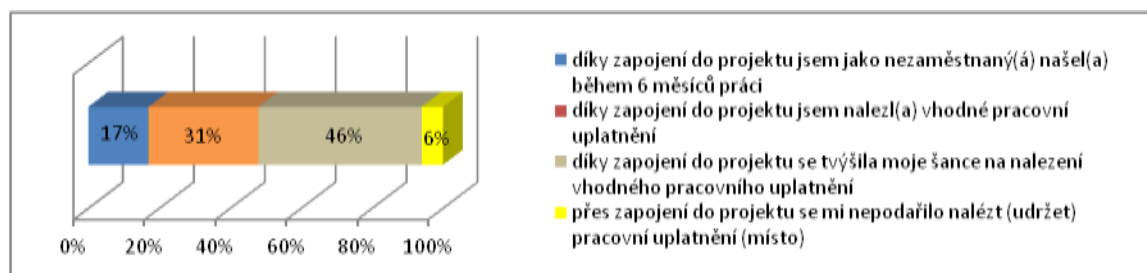 17%
31%
46%
6%
0%
20%
40%
60%
80%
100%
díky zapojení do projektu jsem jako nezaměstnaný(á) našel(a)
během 6 měsíců práci
díky zapojení do projektu jsem nalezl(a) vhodné pracovní
uplatnění
díky zapojení do projektu se tvýšila moje šance na nalezení
vhodného pracovního uplatnění
přes zapojení do projektu se mi nepodařilo nalézt (udržet)
pracovní uplatnění (místo)